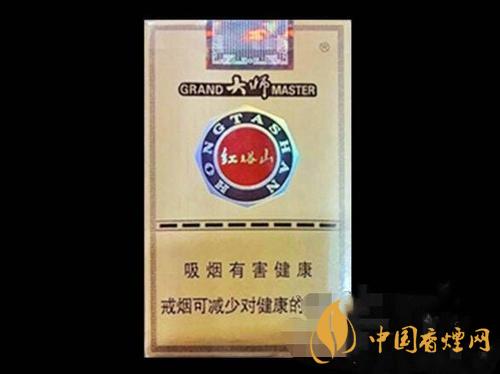 ®
GRAND 大师 MASTER
HONGTASHAN
红塔山
吸烟有害健康
戒烟可减少对健康的
中国香煙网